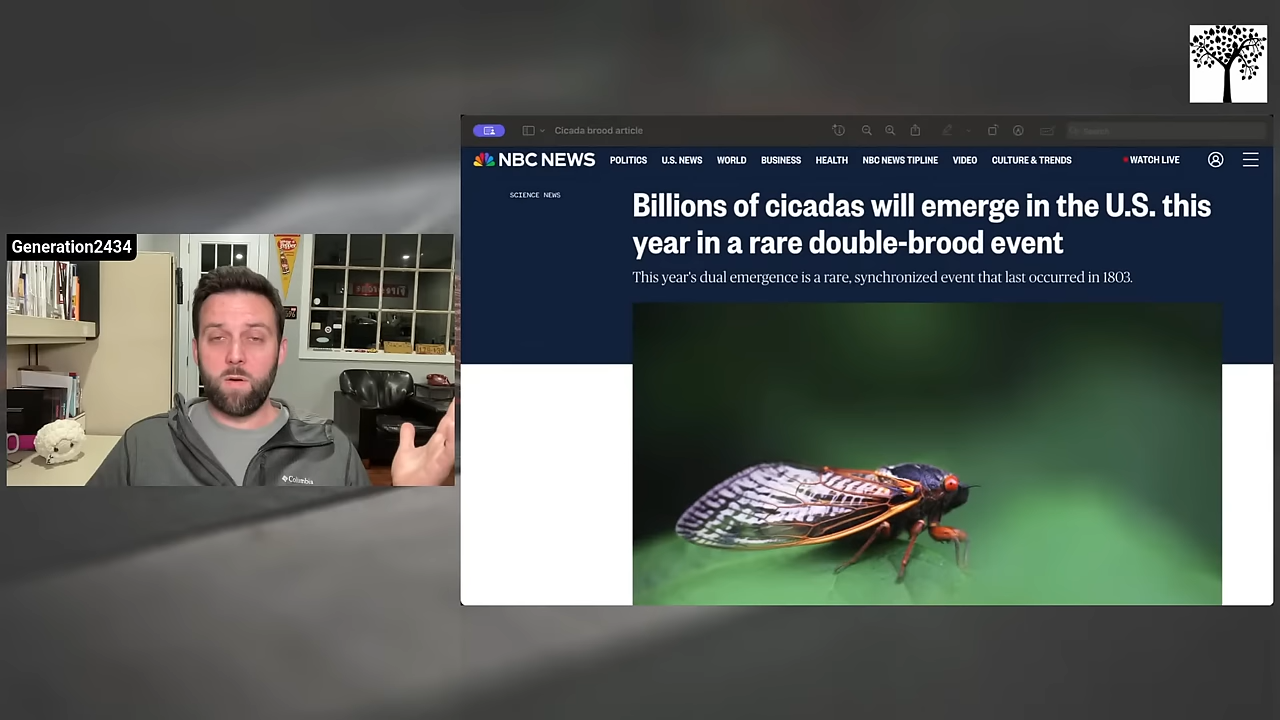 Generation2434
Cicada brood article
Search
NBC NEWS
POLITICS
U.S. NEWS
WORLD
BUSINESS
HEALTH
NBC NEWS TIPLINE
VIDEO
CULTURE & TRENDS
WATCH LIVE
SCIENCE NEWS
Billions of cicadas will emerge in the U.S. this
year in a rare double-brood event
This year's dual emergence is a rare, synchronized event that last occurred in 1803.
Columbia